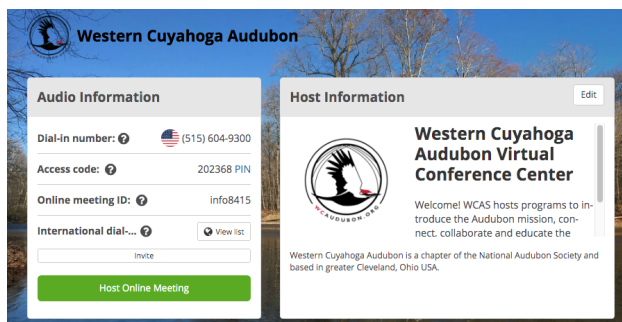 Western Cuyahoga Audubon
Audio Information
Dial-in number: ?
(515) 604-9300
Access code: ?
202368 PIN
Online meeting ID: ?
info8415
International dial-... ?
View list
Invite
Host Online Meeting
Host Information
Edit
WCAUDUBON.ORG
Western Cuyahoga
Audubon Virtual
Conference Center
Welcome! WCAS hosts programs to in-
troduce the Audubon mission, con-
nect, collaborate and educate the
Western Cuyahoga Audubon is a chapter of the National Audubon Society and
based in greater Cleveland, Ohio USA.